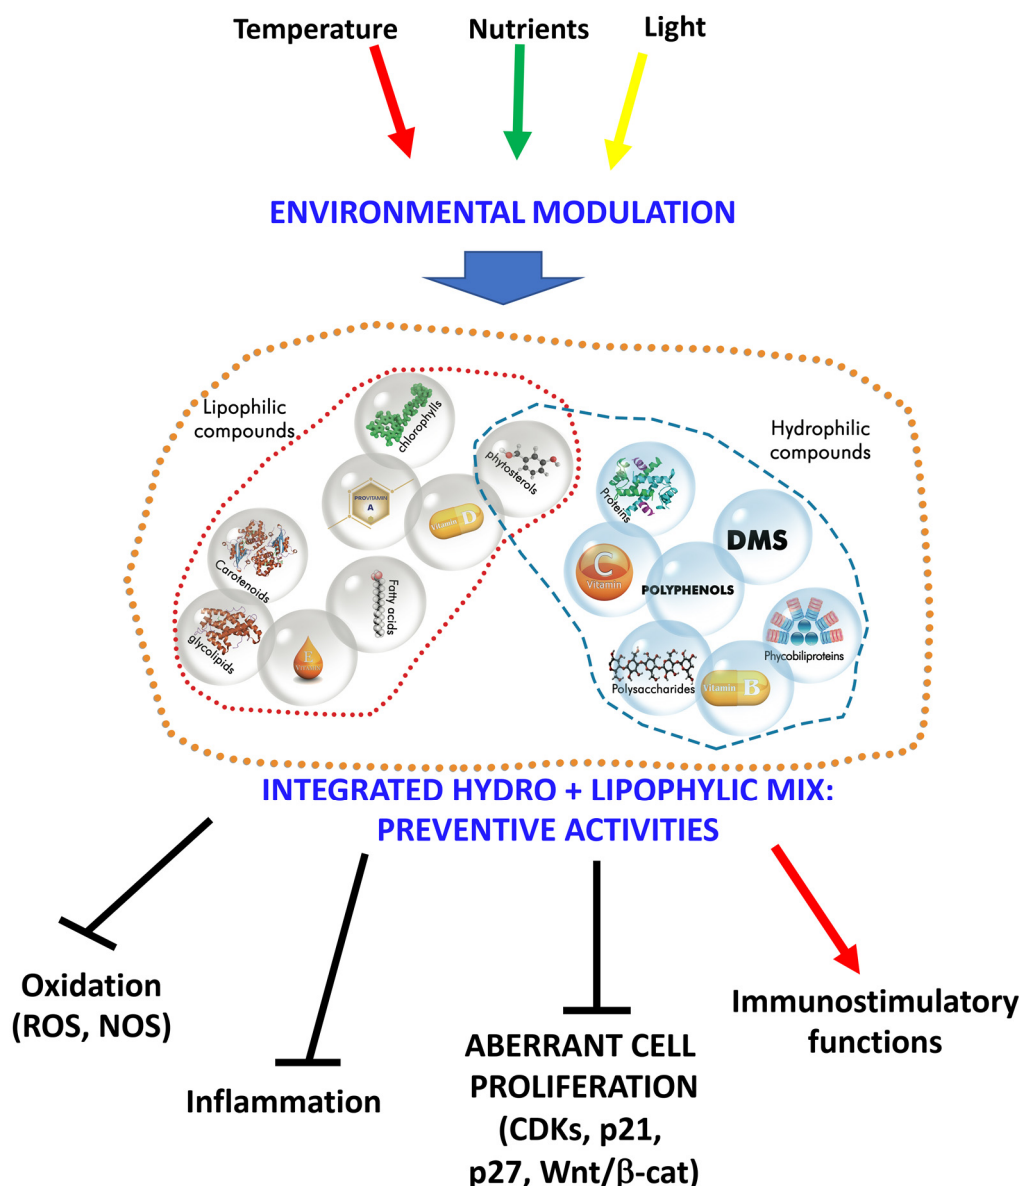 Temperature
Nutrients
Light
ENVIRONMENTAL MODULATION
Lipophilic
compounds
chlorophylls
phytosterols
Hydrophilic
compounds
PROVITAMIN
A
Vitamin D
Proteins
DMS
Carotenoids
Fatty acids
C
Vitamin
POLYPHENOLS
glycolipids
E
Vitamin
Phycobiliproteins
Polysaccharides
Vitamin B
INTEGRATED HYDRO + LIPOPHYLIC MIX:
PREVENTIVE ACTIVITIES
Oxidation
(ROS, NOS)
Inflammation
ABERRANT CELL
PROLIFERATION
(CDKs, p21,
p27, Wnt/β-cat)
Immunostimulatory
functions